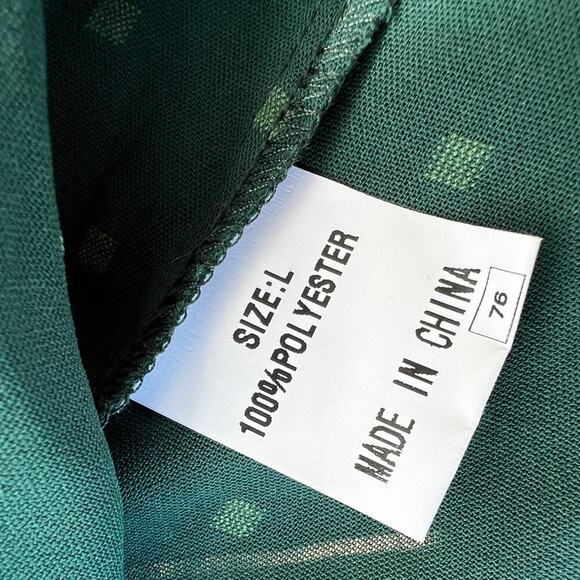 SIZE:L
100%POLYESTER
MADE IN CHINA
76